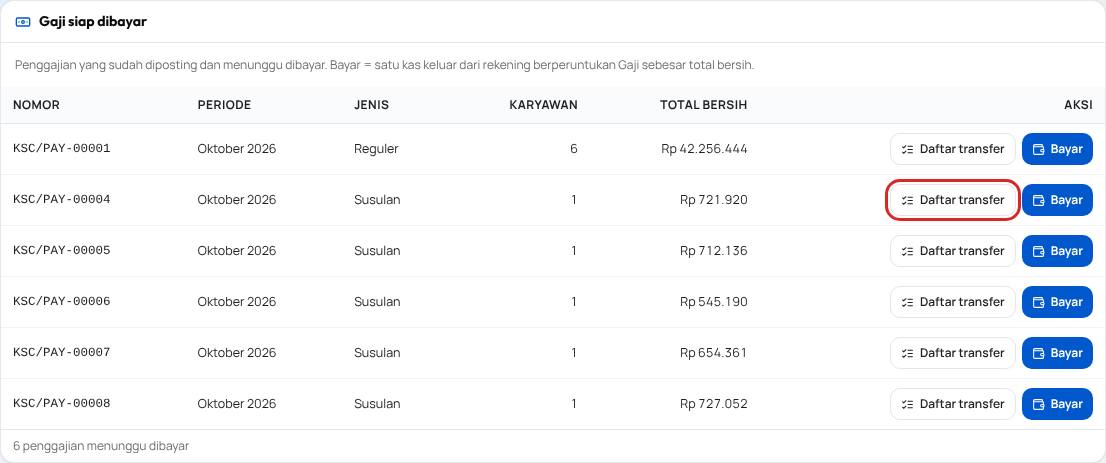 Gaji siap dibayar
Penggajian yang sudah diposting dan menunggu dibayar. Bayar = satu kas keluar dari rekening berperuntukan Gaji sebesar total bersih.
NOMOR PERIODE JENIS KARYAWAN TOTAL BERSIH AKSI
KSC/PAY-00001 Oktober 2026 Reguler 6 Rp 42.256.444 Daftar transfer Bayar
KSC/PAY-00004 Oktober 2026 Susulan 1 Rp 721.920 Daftar transfer Bayar
KSC/PAY-00005 Oktober 2026 Susulan 1 Rp 712.136 Daftar transfer Bayar
KSC/PAY-00006 Oktober 2026 Susulan 1 Rp 545.190 Daftar transfer Bayar
KSC/PAY-00007 Oktober 2026 Susulan 1 Rp 654.361 Daftar transfer Bayar
KSC/PAY-00008 Oktober 2026 Susulan 1 Rp 727.052 Daftar transfer Bayar
6 penggajian menunggu dibayar